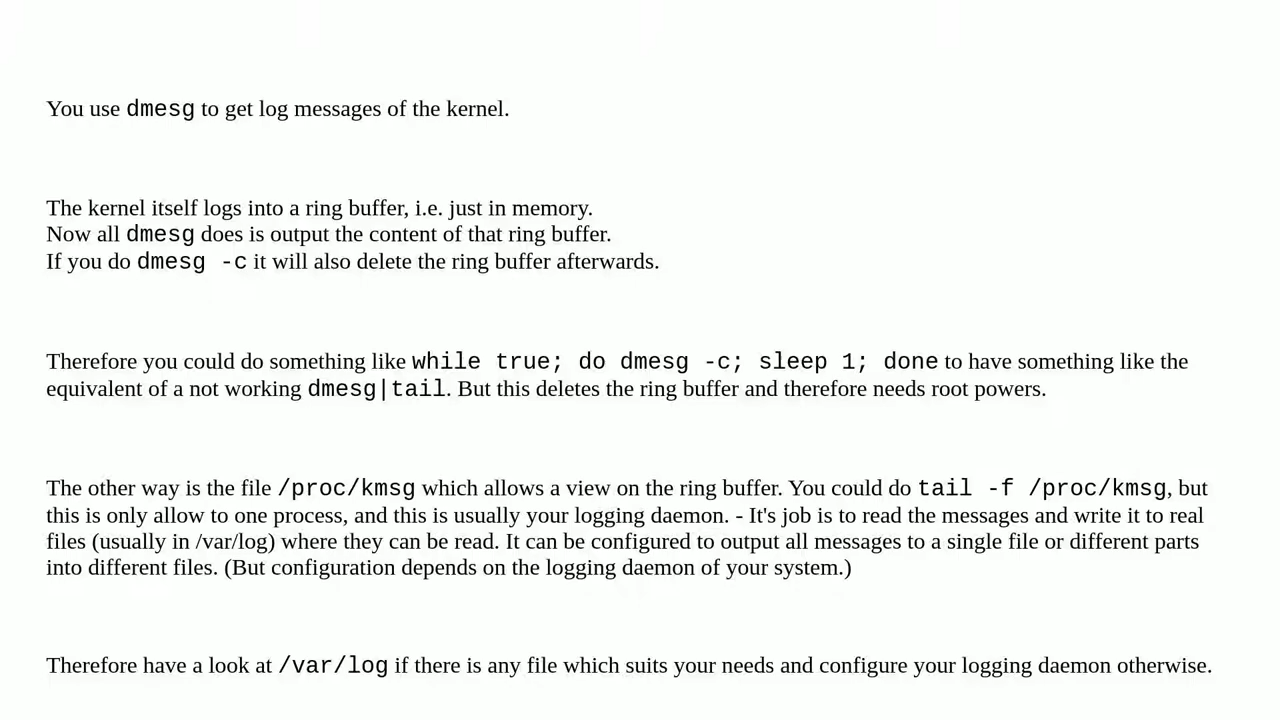 You use dmesg to get log messages of the kernel.
The kernel itself logs into a ring buffer, i.e. just in memory.
Now all dmesg does is output the content of that ring buffer.
If you do dmesg -c it will also delete the ring buffer afterwards.
Therefore you could do something like while true; do dmesg -c; sleep 1; done to have something like the
equivalent of a not working dmesg|tail. But this deletes the ring buffer and therefore needs root powers.
The other way is the file /proc/kmsg which allows a view on the ring buffer. You could do tail -f /proc/kmsg, but
this is only allow to one process, and this is usually your logging daemon. - It's job is to read the messages and write it to real
files (usually in /var/log) where they can be read. It can be configured to output all messages to a single file or different parts
into different files. (But configuration depends on the logging daemon of your system.)
Therefore have a look at /var/log if there is any file which suits your needs and configure your logging daemon otherwise.